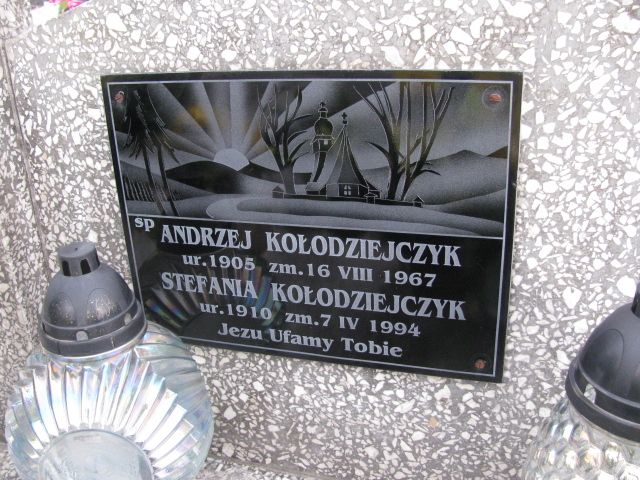 śp ANDRZEJ KOŁODZIEJCZYK
ur.1905 zm.16 VIII 1967
STEFANIA KOŁODZIEJCZYK
ur.1910 zm.7 IV 1994
Jezu Ufamy Tobie